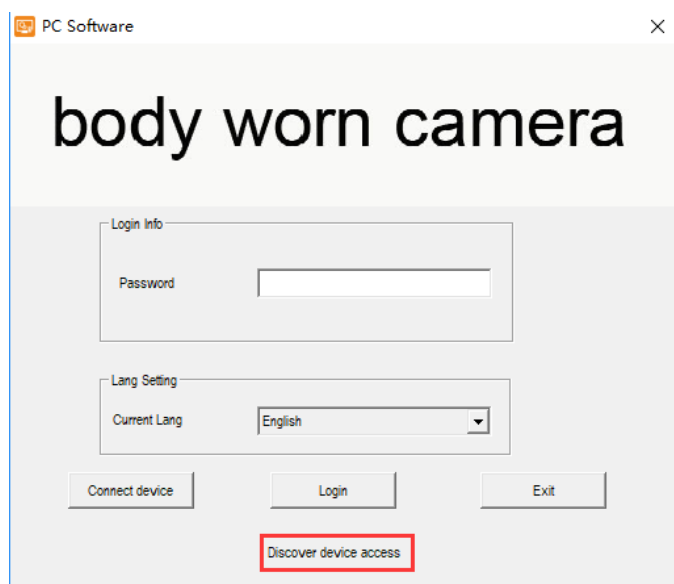 PC Software
body worn camera
Login Info
Password
Lang Setting
Current Lang English
Connect device Login Exit
Discover device access